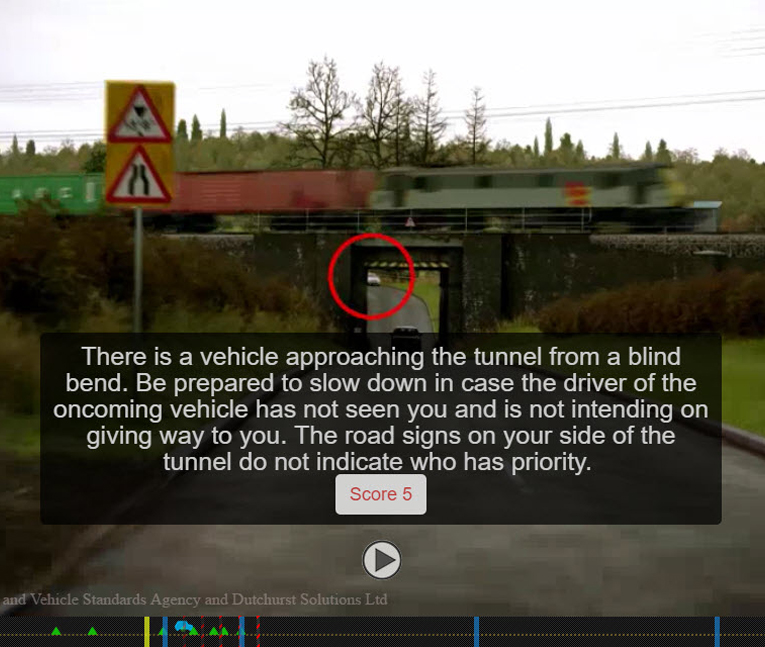 There is a vehicle approaching the tunnel from a blind
bend. Be prepared to slow down in case the driver of the
oncoming vehicle has not seen you and is not intending on
giving way to you. The road signs on your side of the
tunnel do not indicate who has priority.
Score 5
and Vehicle Standards Agency and Dutchurst Solutions Ltd